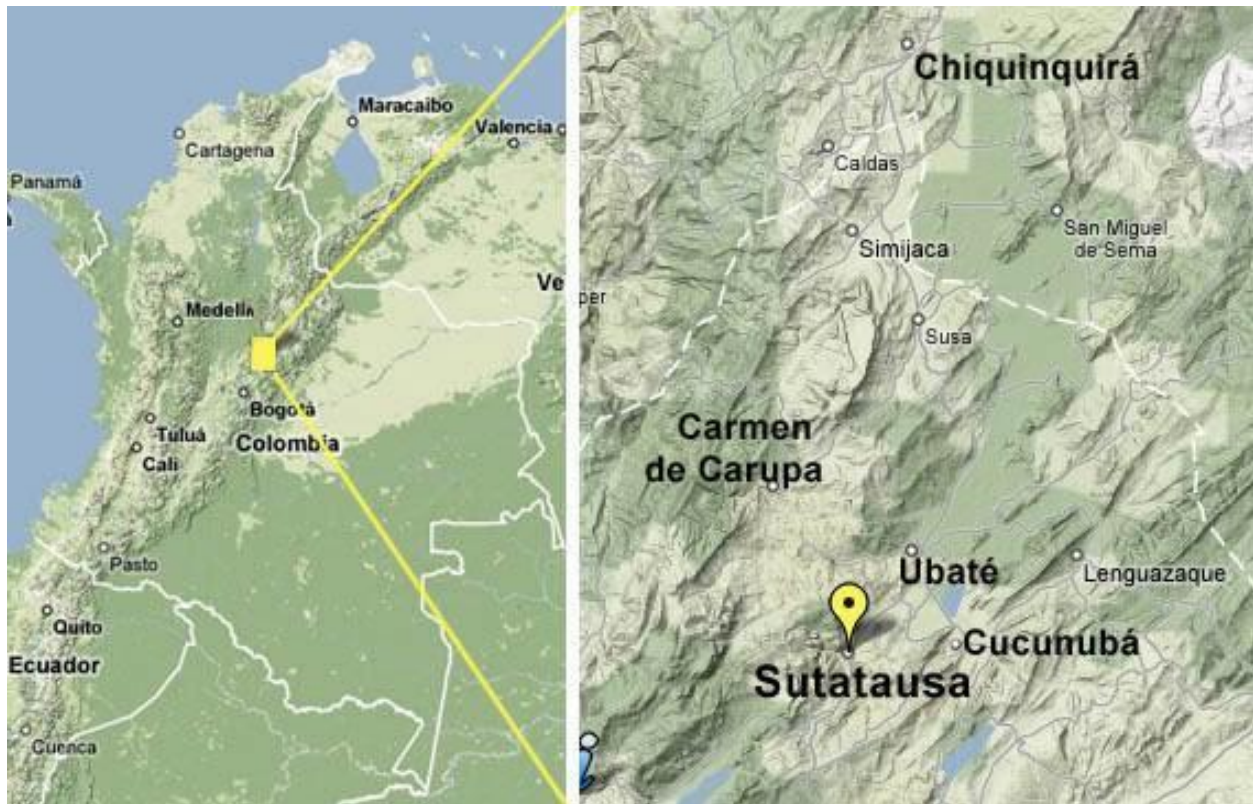 Maracaibo
Valencia
Cartagena
Panamá
Ve
Medellín
Bogotá
Tuluá
Colombia
Cali
Pasto
Quito
Ecuador
Cuenca
Chiquinquirá
Caldas
San Miguel
de Sema
Simijaca
per
Susa
Carmen
de Carupa
Ubaté
Lenguazaque
Cucunubá
Sutatausa